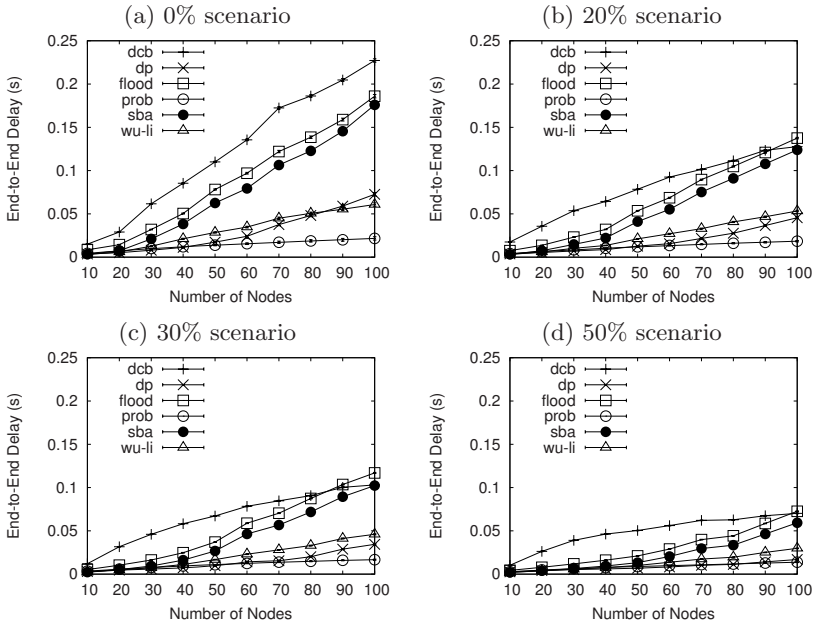 (a) 0% scenario
(b) 20% scenario
End-to-End Delay (s)
0.25
0.2
0.15
0.1
0.05
0
dcb
dp
flood
prob
sba
wu-li
10 20 30 40 50 60 70 80 90 100
Number of Nodes
End-to-End Delay (s)
0.25
0.2
0.15
0.1
0.05
0
dcb
dp
flood
prob
sba
wu-li
10 20 30 40 50 60 70 80 90 100
Number of Nodes
(c) 30% scenario
(d) 50% scenario
End-to-End Delay (s)
0.25
0.2
0.15
0.1
0.05
0
dcb
dp
flood
prob
sba
wu-li
10 20 30 40 50 60 70 80 90 100
Number of Nodes
End-to-End Delay (s)
0.25
0.2
0.15
0.1
0.05
0
dcb
dp
flood
prob
sba
wu-li
10 20 30 40 50 60 70 80 90 100
Number of Nodes